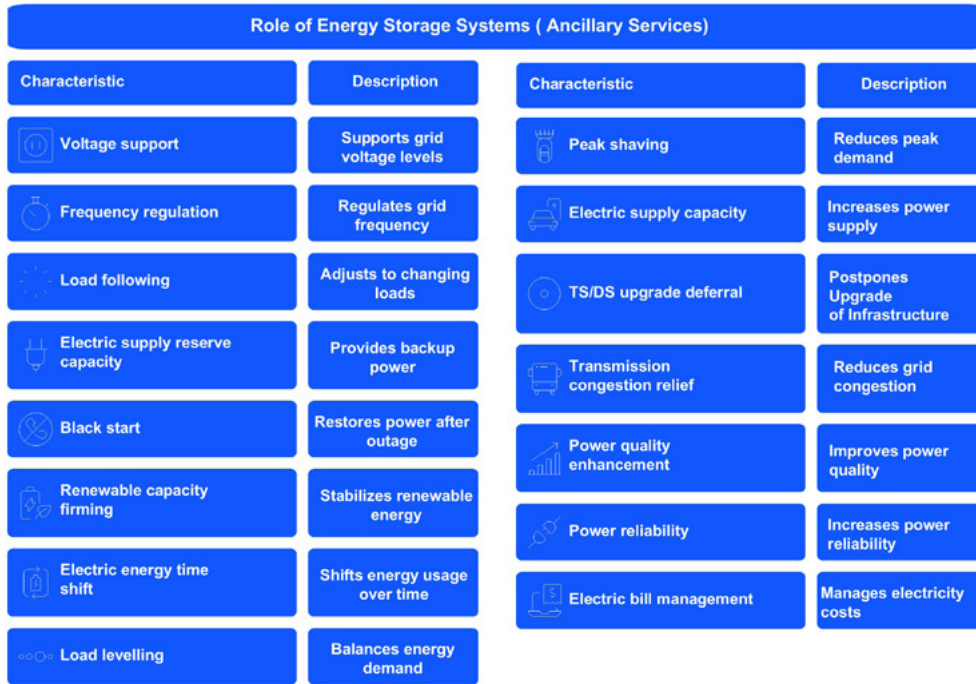 Role of Energy Storage Systems ( Ancillary Services)
Characteristic
Description
Voltage support
Supports grid
voltage levels
Frequency regulation
Regulates grid
frequency
Load following
Adjusts to changing
loads
Electric supply reserve
capacity
Provides backup
power
Black start
Restores power after
outage
Renewable capacity
firming
Stabilizes renewable
energy
Electric energy time
shift
Shifts energy usage
over time
Load levelling
Balances energy
demand
Characteristic
Description
Peak shaving
Reduces peak
demand
Electric supply capacity
Increases power
supply
TS/DS upgrade deferral
Postpones
Upgrade
of Infrastructure
Transmission
congestion relief
Reduces grid
congestion
Power quality
enhancement
Improves power
quality
Power reliability
Increases power
reliability
Electric bill management
Manages electricity
costs